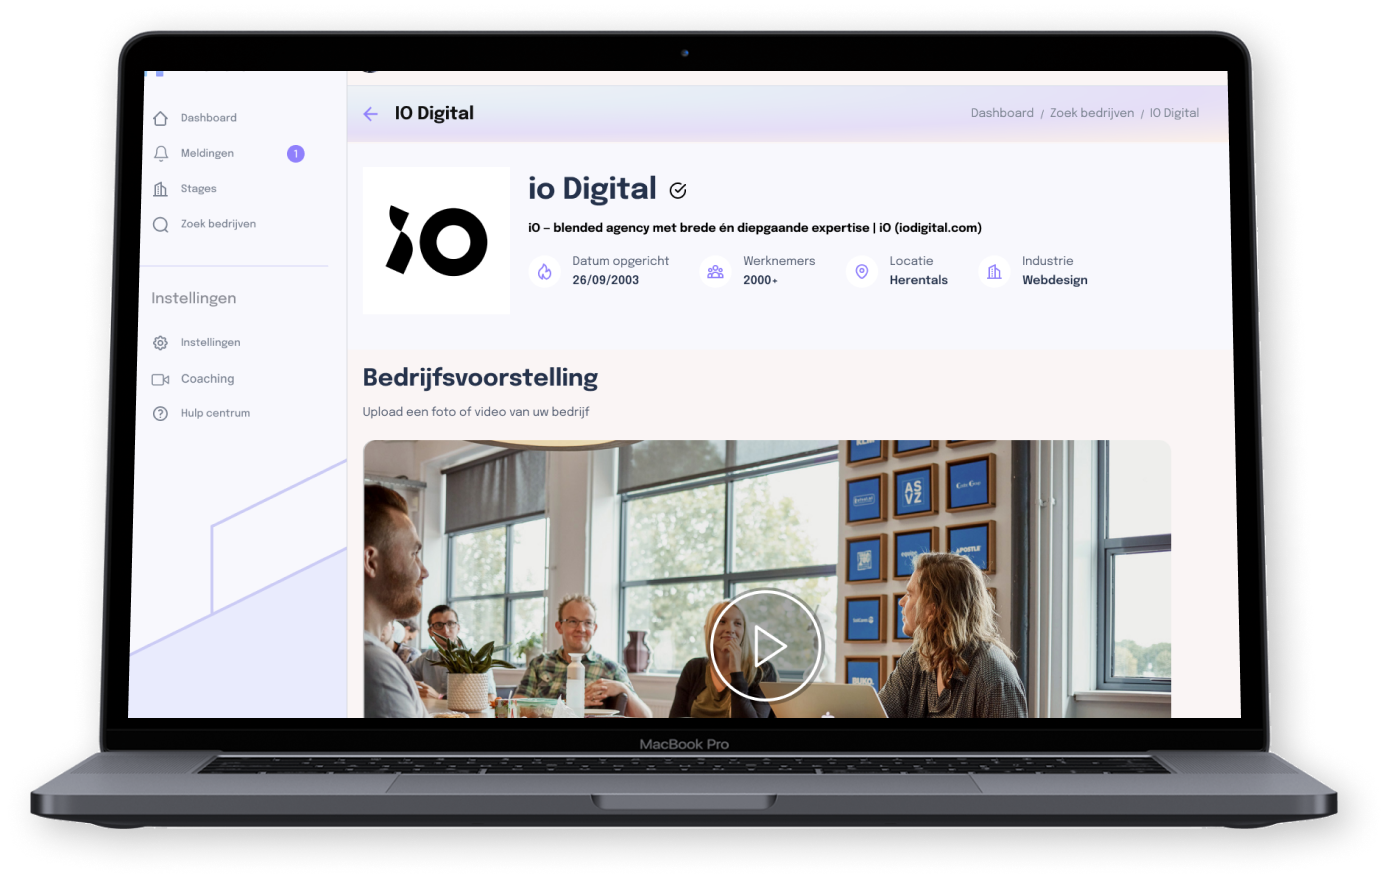 IO Digital
Dashboard / Zoek bedrijven / IO Digital
Dashboard
Meldingen 1
Stages
Zoek bedrijven
Instellingen
Instellingen
Coaching
Hulp centrum
iO
io Digital
iO – blended agency met brede én diepgaande expertise | iO (iodigital.com)
Datum opgericht
26/09/2003
Werknemers
2000+
Locatie
Herentals
Industrie
Webdesign
Bedrijfsvoorstelling
Upload een foto of video van uw bedrijf
AS
VZ
APOSTLE
MacBook Pro